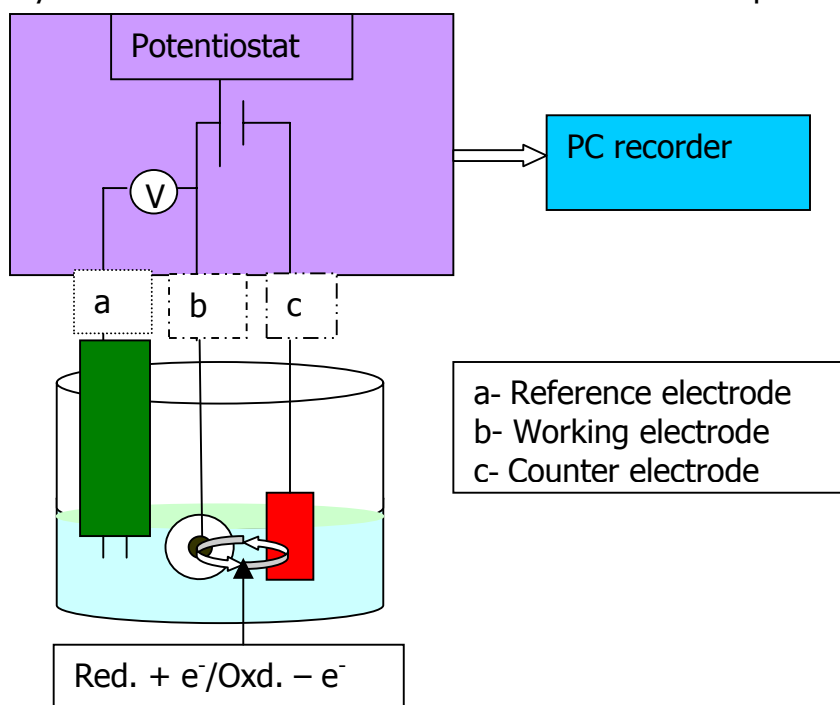 Potentiostat
PC recorder
V
a
b
c
a- Reference electrode
b- Working electrode
c- Counter electrode
Red. + e⁻/Oxd. – e⁻